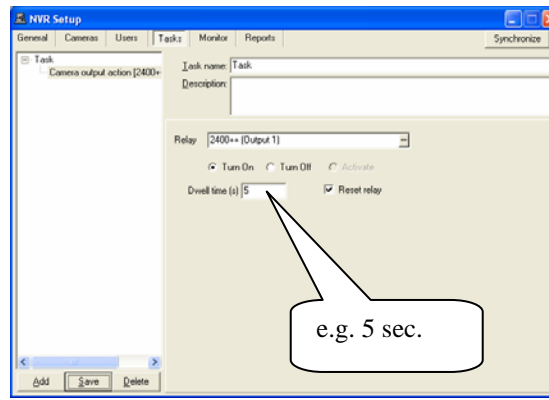 NVR Setup
General Cameras Users Tasks Monitor Reports Synchronize
Task
Camera output action [2400+
Task name: Task
Description:
Relay 2400++ (Output 1)
Turn On Turn Off Activate
Dwell time (s) 5 Reset relay
e.g. 5 sec.
Add Save Delete